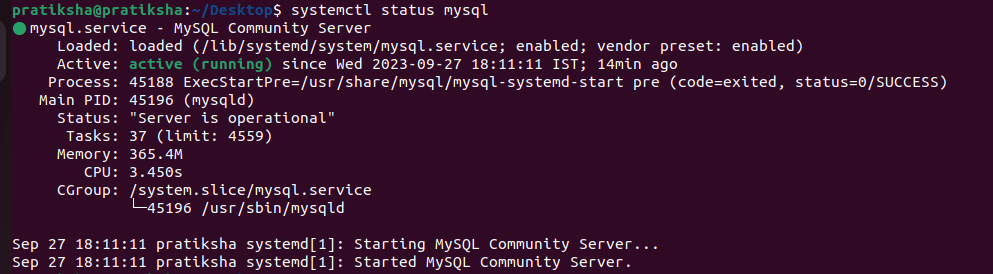 pratiksha@pratiksha:~/Desktop$ systemctl status mysql
● mysql.service - MySQL Community Server
Loaded: loaded (/lib/systemd/system/mysql.service; enabled; vendor preset: enabled)
Active: active (running) since Wed 2023-09-27 18:11:11 IST; 14min ago
Process: 45188 ExecStartPre=/usr/share/mysql/mysql-systemd-start pre (code=exited, status=0/SUCCESS)
Main PID: 45196 (mysqld)
Status: "Server is operational"
Tasks: 37 (limit: 4559)
Memory: 365.4M
CPU: 3.450s
CGroup: /system.slice/mysql.service
└─45196 /usr/sbin/mysqld
Sep 27 18:11:11 pratiksha systemd[1]: Starting MySQL Community Server...
Sep 27 18:11:11 pratiksha systemd[1]: Started MySQL Community Server.